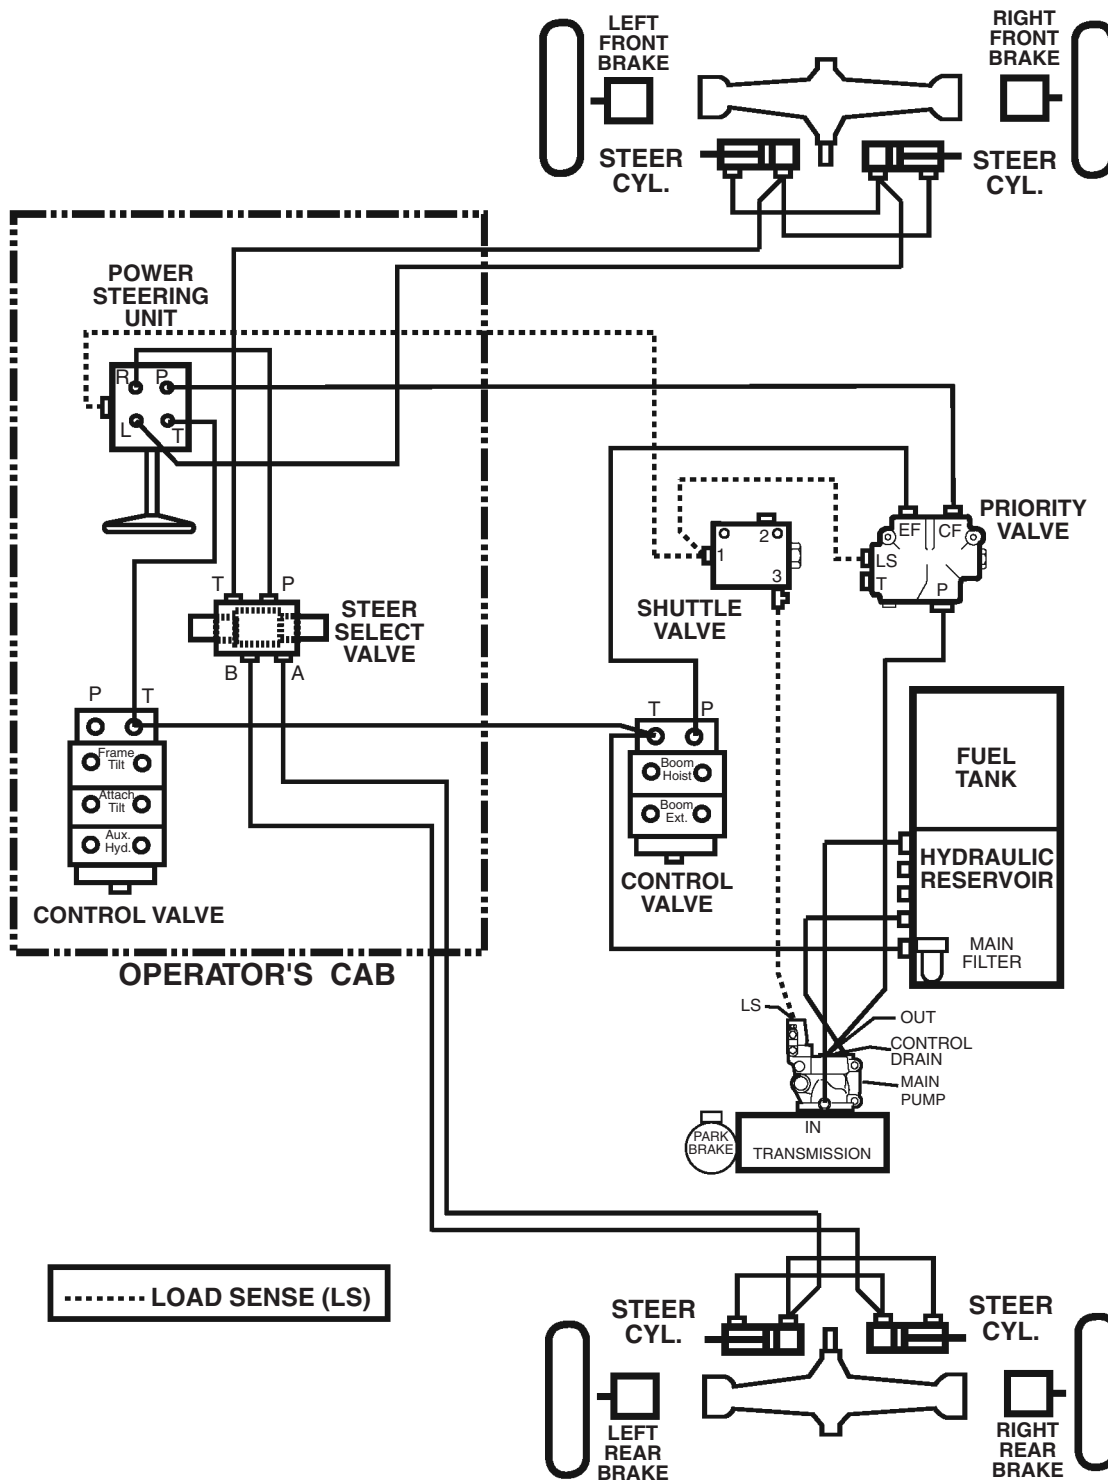 LEFT
FRONT
BRAKE
RIGHT
FRONT
BRAKE
STEER
CYL.
STEER
CYL.
POWER
STEERING
UNIT
R P
L T
EF CF
LS
T
P
PRIORITY
VALVE
1
2
3
SHUTTLE
VALVE
T P
STEER
SELECT
VALVE
B A
P T
Frame
Tilt
Attach
Tilt
Aux.
Hyd.
CONTROL VALVE
OPERATOR'S CAB
T P
Boom
Hoist
Boom
Ext.
CONTROL
VALVE
FUEL
TANK
HYDRAULIC
RESERVOIR
MAIN
FILTER
LS
OUT
CONTROL
DRAIN
MAIN
PUMP
IN
PARK
BRAKE
TRANSMISSION
LOAD SENSE (LS)
STEER
CYL.
STEER
CYL.
LEFT
REAR
BRAKE
RIGHT
REAR
BRAKE